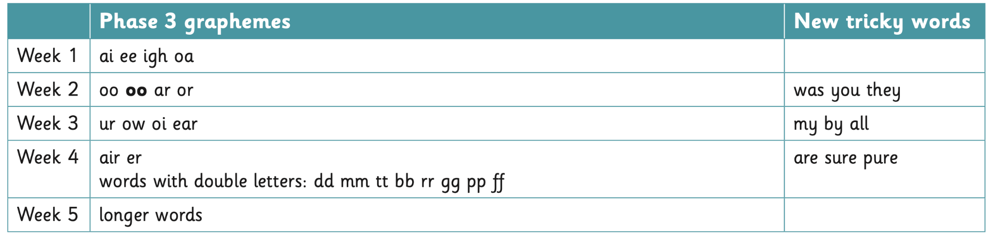 Phase 3 graphemes New tricky words
Week 1 ai ee igh oa
Week 2 oo oo ar or was you they
Week 3 ur ow oi ear my by all
Week 4 air er are sure pure
words with double letters: dd mm tt bb rr gg pp ff
Week 5 longer words